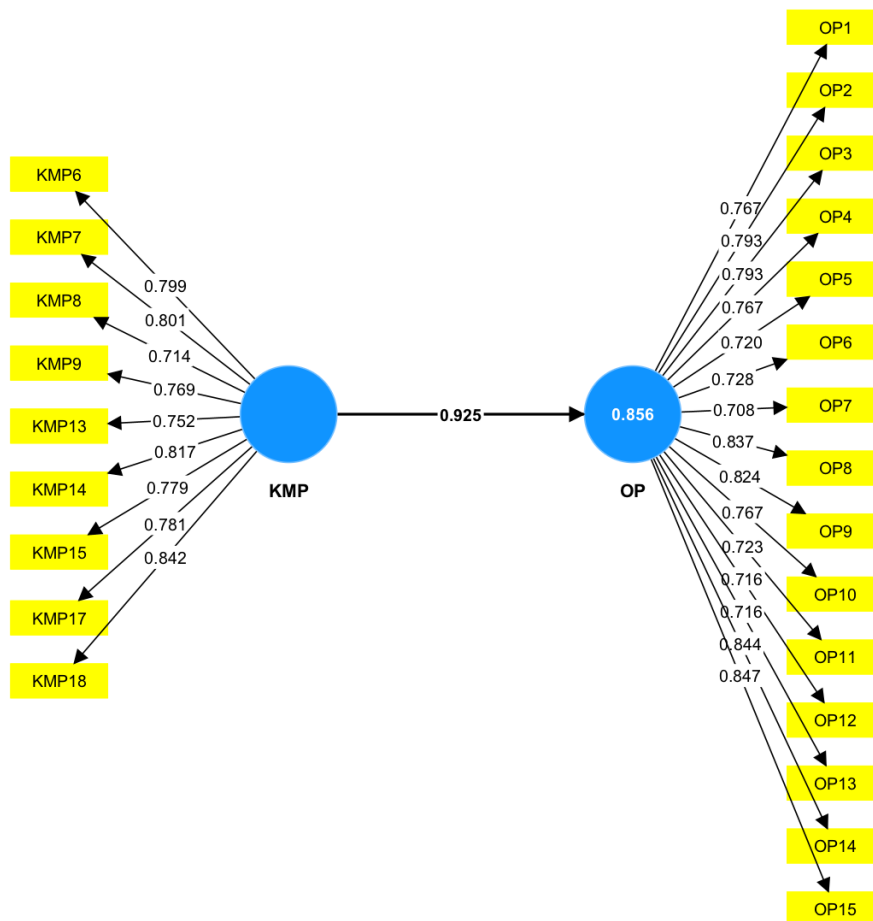 KMP6
KMP7
KMP8
KMP9
KMP13
KMP14
KMP15
KMP17
KMP18
0.799
0.801
0.714
0.769
0.752
0.817
0.779
0.781
0.842
KMP
0.925
0.856
OP
0.767
0.793
0.793
0.767
0.720
0.728
0.708
0.837
0.824
0.767
0.723
0.716
0.716
0.844
0.847
OP1
OP2
OP3
OP4
OP5
OP6
OP7
OP8
OP9
OP10
OP11
OP12
OP13
OP14
OP15